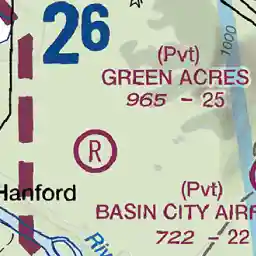 26
1000
(Pvt)
GREEN ACRES
965 - 25
R
Hanford
(Pvt)
BASIN CITY AIRF
722 - 22
Riv